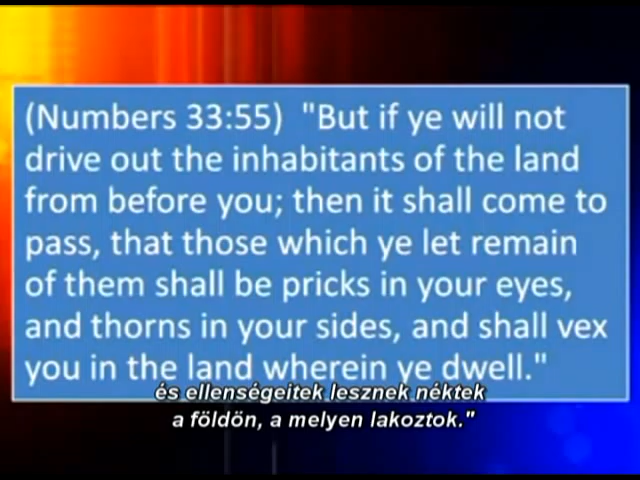 (Numbers 33:55)  "But if ye will not
drive out the inhabitants of the land
from before you; then it shall come to
pass, that those which ye let remain
of them shall be pricks in your eyes,
and thorns in your sides, and shall vex
you in the land wherein ye dwell."
és ellenségeitek lesznek néktek
a földön, a melyen lakoztok."